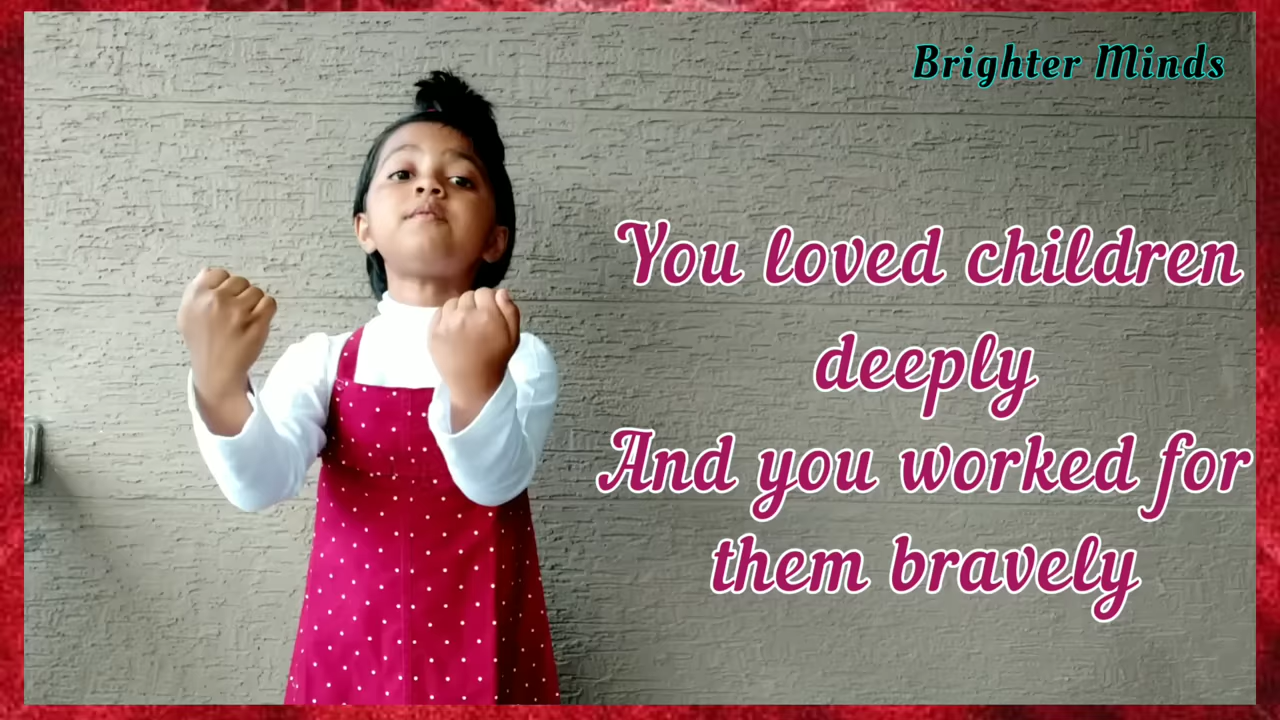 Brighter Minds
You loved children
deeply
And you worked for
them bravely